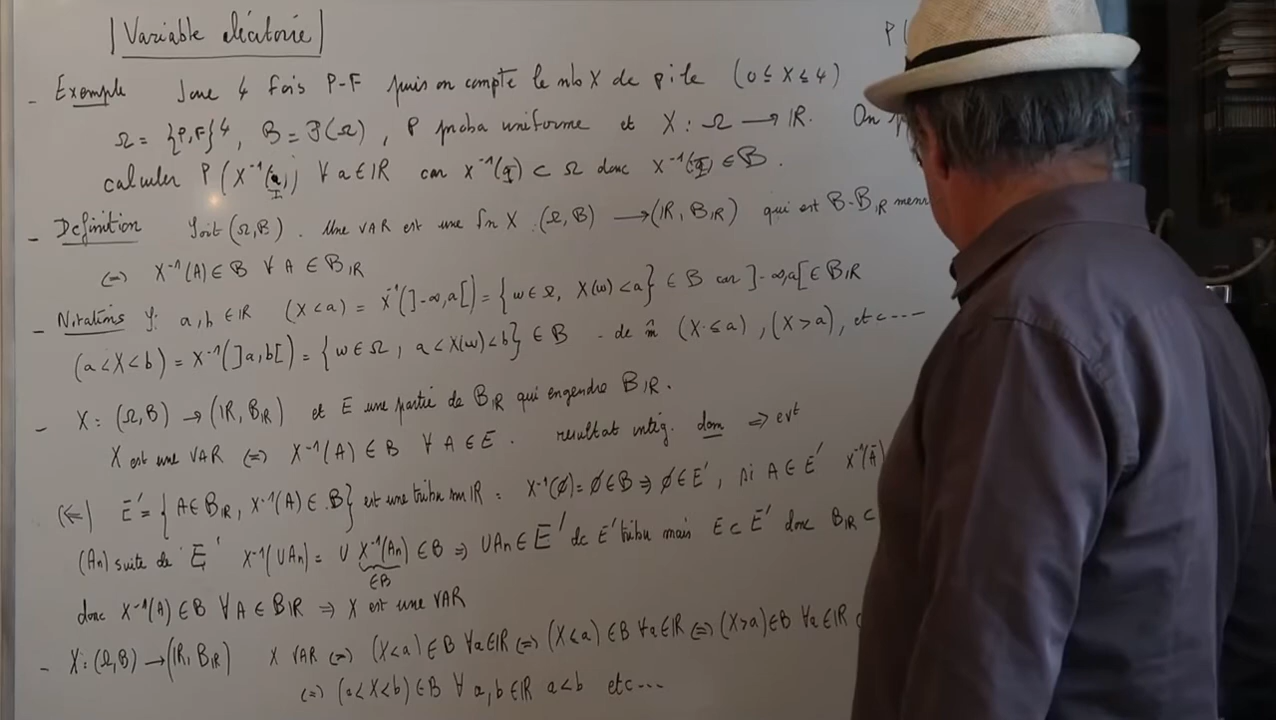 Variable aléatoire
P (
- Exemple Joue 4 fois P-F puis on compte le nb X de pile (0 ≤ X ≤ 4)
Ω = {P,F}⁴, B = P(Ω), P proba uniforme et X : Ω → IR. On
calculer P(X⁻¹(I)) ∀ a ∈ IR car X⁻¹(I) ⊂ Ω donc X⁻¹(I) ∈ B.
- Definition Soit (Ω,B). Une VAR est une fn X : (Ω,B) → (IR, B_IR) qui est B-B_IR mesu
(=) X⁻¹(A) ∈ B ∀ A ∈ B_IR
- Notations Si a,b ∈ IR (X<a) = X⁻¹(]-∞,a[) = {w ∈ Ω, X(w)<a} ∈ B car ]-∞,a[ ∈ B_IR
(a<X<b) = X⁻¹(]a,b[) = {w ∈ Ω, a<X(w)<b} ∈ B - de m̂ (X≤a), (X>a), etc----
- X : (Ω,B) → (IR, B_IR) et E une partie de B_IR qui engendre B_IR.
X est une VAR (=) X⁻¹(A) ∈ B ∀ A ∈ E. resultat intég. dom => evt
(<=) E' = {A ∈ B_IR, X⁻¹(A) ∈ B} est une tribu sur IR : X⁻¹(∅) = ∅ ∈ B => ∅ ∈ E', si A ∈ E' X⁻¹(Ā)
(An) suite de E' X⁻¹(∪An) = ∪ X⁻¹(An) ∈ B => ∪An ∈ E' dc E' tribu mais E ⊂ E' donc B_IR ⊂
∈B
donc X⁻¹(A) ∈ B ∀ A ∈ B_IR => X est une VAR
- X : (Ω,B) → (IR, B_IR) X VAR (=) (X<a) ∈ B ∀a∈IR (=) (X≤a) ∈ B ∀a∈IR (=) (X>a) ∈ B ∀a∈IR
(=) (a<X<b) ∈ B ∀ a,b ∈ IR a<b etc---